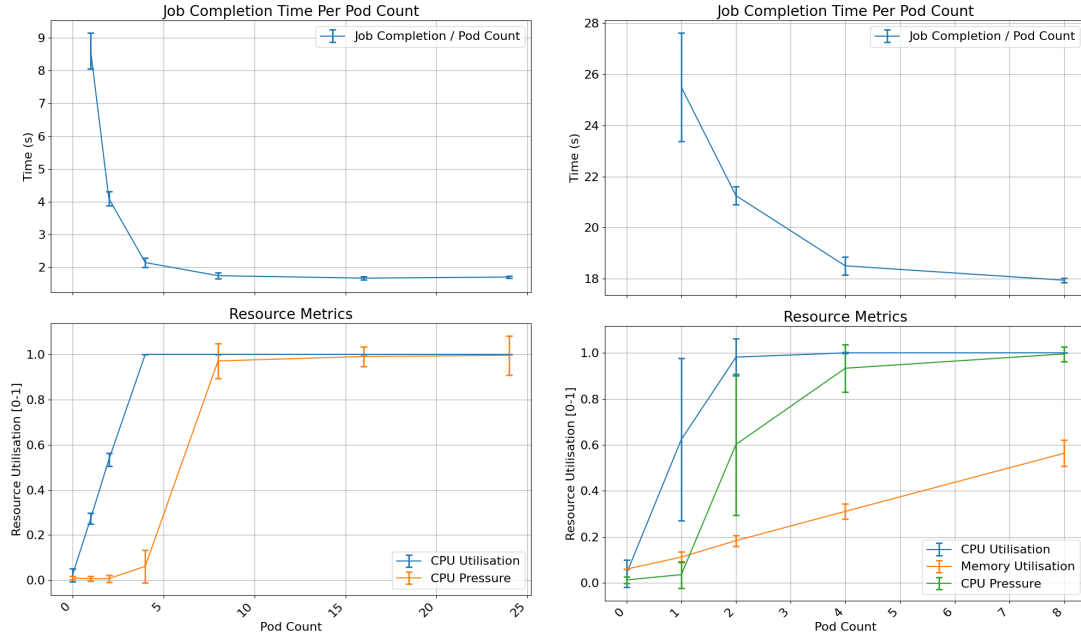 Job Completion Time Per Pod Count
Job Completion / Pod Count
9
8
7
6
5
4
3
2
Time (s)
Resource Metrics
1.0
0.8
0.6
0.4
0.2
0.0
Resource Utilisation [0-1]
CPU Utilisation
CPU Pressure
0
5
10
15
20
25
Pod Count
Job Completion Time Per Pod Count
Job Completion / Pod Count
28
26
24
22
20
18
Time (s)
Resource Metrics
1.0
0.8
0.6
0.4
0.2
0.0
Resource Utilisation [0-1]
CPU Utilisation
Memory Utilisation
CPU Pressure
0
1
2
3
4
5
6
7
8
Pod Count